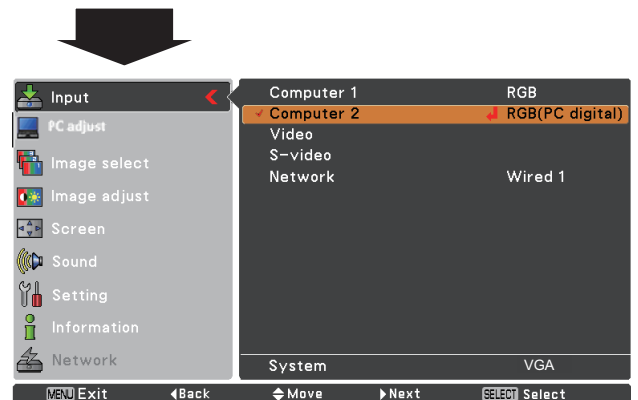 Input
PC adjust
Image select
Image adjust
Screen
Sound
Setting
Information
Network
Computer 1 RGB
Computer 2 RGB(PC digital)
Video
S-video
Network Wired 1
System VGA
MENU Exit Back Move Next SELECT Select